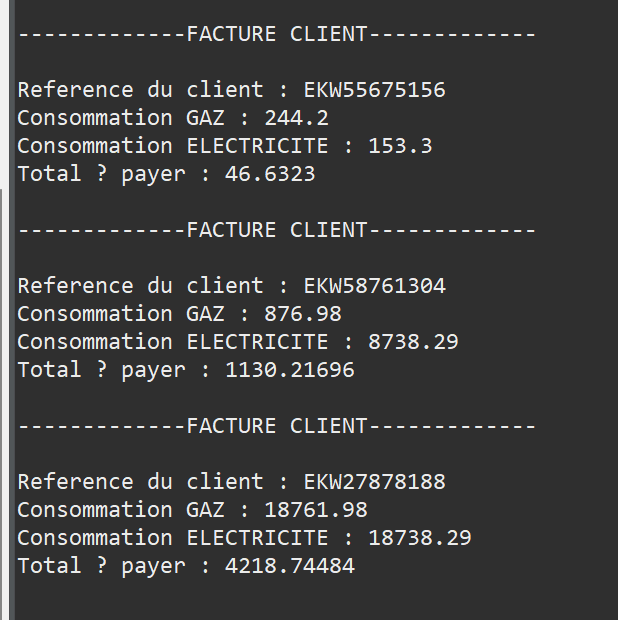 -------------FACTURE CLIENT-------------
Reference du client : EKW55675156
Consommation GAZ : 244.2
Consommation ELECTRICITE : 153.3
Total ? payer : 46.6323
-------------FACTURE CLIENT-------------
Reference du client : EKW58761304
Consommation GAZ : 876.98
Consommation ELECTRICITE : 8738.29
Total ? payer : 1130.21696
-------------FACTURE CLIENT-------------
Reference du client : EKW27878188
Consommation GAZ : 18761.98
Consommation ELECTRICITE : 18738.29
Total ? payer : 4218.74484